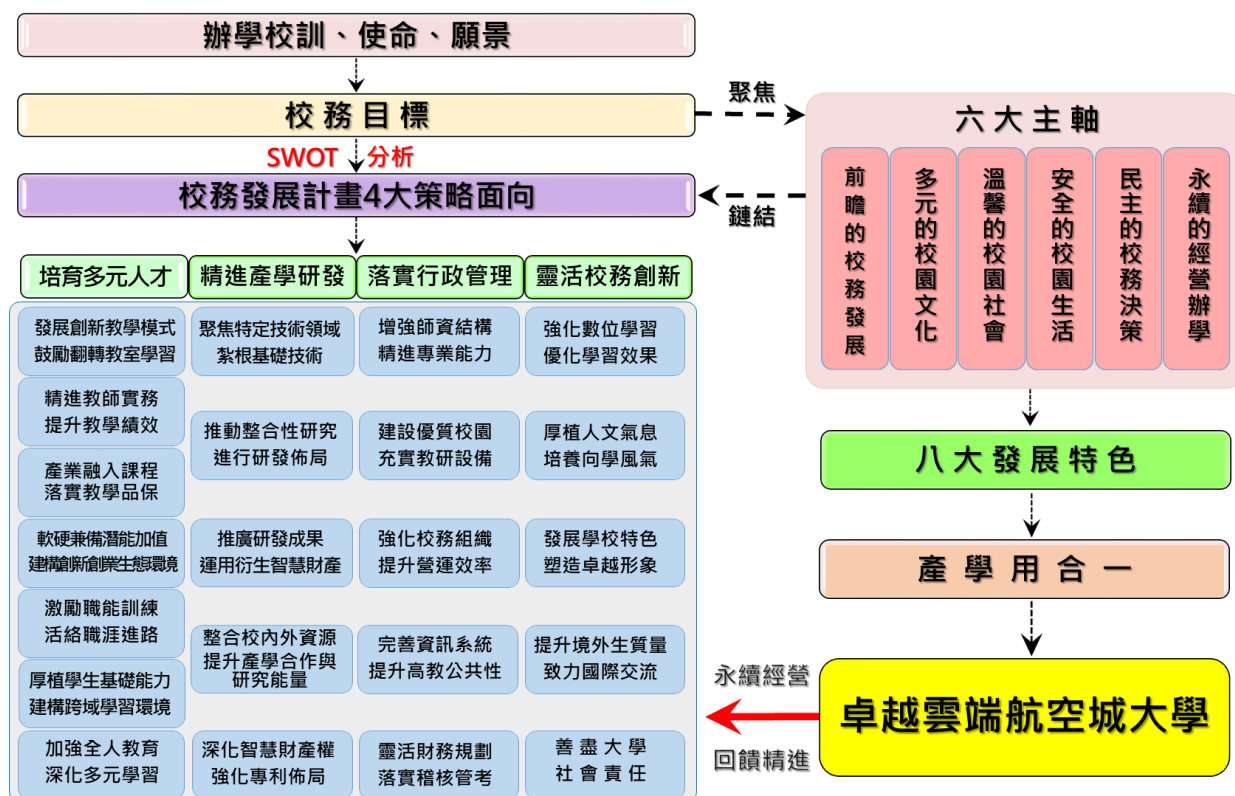 辦學校訓、使命、願景
校務目標
SWOT 分析
校務發展計畫4大策略面向
聚焦
鏈結
六大主軸
前瞻的校務發展
多元的校園文化
溫馨的校園社會
安全的校園生活
民主的校務決策
永續的經營辦學
培育多元人才
發展創新教學模式
鼓勵翻轉教室學習
精進教師實務
提升教學績效
產業融入課程
落實教學品保
軟硬兼備潛能加值
建構創新創業生態環境
激勵職能訓練
活絡職涯進路
厚植學生基礎能力
建構跨域學習環境
加強全人教育
深化多元學習
精進產學研發
聚焦特定技術領域
紮根基礎技術
推動整合性研究
進行研發佈局
推廣研發成果
運用衍生智慧財產
整合校內外資源
提升產學合作與
研究能量
深化智慧財產權
強化專利佈局
落實行政管理
增強師資結構
精進專業能力
建設優質校園
充實教研設備
強化校務組織
提升營運效率
完善資訊系統
提升高教公共性
靈活財務規劃
落實稽核管考
靈活校務創新
強化數位學習
優化學習效果
厚植人文氣息
培養向學風氣
發展學校特色
塑造卓越形象
提升境外生質量
致力國際交流
善盡大學
社會責任
八大發展特色
產學用合一
卓越雲端航空城大學
永續經營
回饋精進